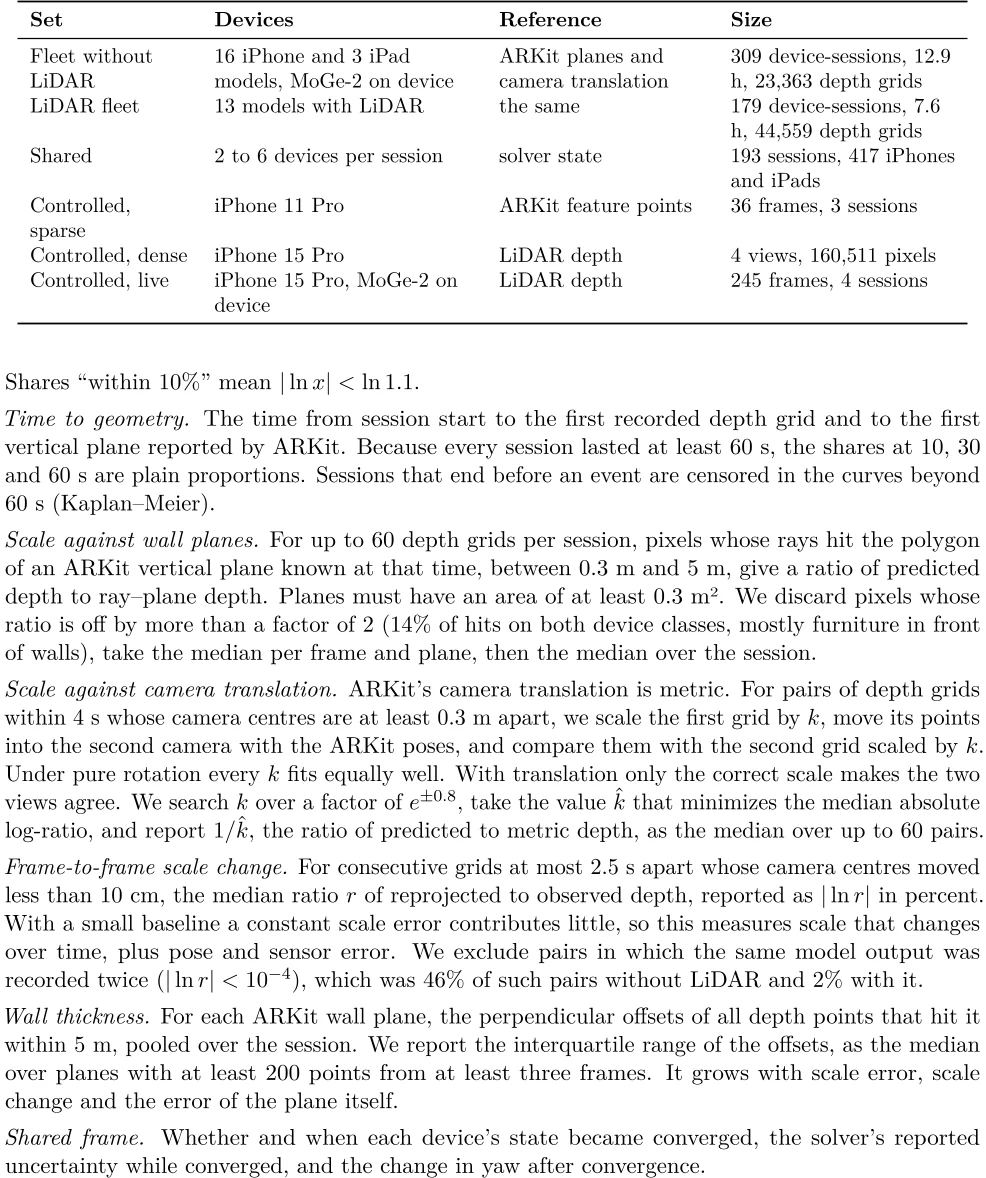 Set Devices Reference Size
Fleet without LiDAR 16 iPhone and 3 iPad models, MoGe-2 on device ARKit planes and camera translation 309 device-sessions, 12.9 h, 23,363 depth grids
LiDAR fleet 13 models with LiDAR the same 179 device-sessions, 7.6 h, 44,559 depth grids
Shared 2 to 6 devices per session solver state 193 sessions, 417 iPhones and iPads
Controlled, sparse iPhone 11 Pro ARKit feature points 36 frames, 3 sessions
Controlled, dense iPhone 15 Pro LiDAR depth 4 views, 160,511 pixels
Controlled, live iPhone 15 Pro, MoGe-2 on device LiDAR depth 245 frames, 4 sessions
Shares “within 10%” mean | ln x| < ln 1.1.
Time to geometry. The time from session start to the first recorded depth grid and to the first
vertical plane reported by ARKit. Because every session lasted at least 60 s, the shares at 10, 30
and 60 s are plain proportions. Sessions that end before an event are censored in the curves beyond
60 s (Kaplan–Meier).
Scale against wall planes. For up to 60 depth grids per session, pixels whose rays hit the polygon
of an ARKit vertical plane known at that time, between 0.3 m and 5 m, give a ratio of predicted
depth to ray–plane depth. Planes must have an area of at least 0.3 m². We discard pixels whose
ratio is off by more than a factor of 2 (14% of hits on both device classes, mostly furniture in front
of walls), take the median per frame and plane, then the median over the session.
Scale against camera translation. ARKit’s camera translation is metric. For pairs of depth grids
within 4 s whose camera centres are at least 0.3 m apart, we scale the first grid by k, move its points
into the second camera with the ARKit poses, and compare them with the second grid scaled by k.
Under pure rotation every k fits equally well. With translation only the correct scale makes the two
views agree. We search k over a factor of e^±0.8, take the value k̂ that minimizes the median absolute
log-ratio, and report 1/k̂, the ratio of predicted to metric depth, as the median over up to 60 pairs.
Frame-to-frame scale change. For consecutive grids at most 2.5 s apart whose camera centres moved
less than 10 cm, the median ratio r of reprojected to observed depth, reported as | ln r| in percent.
With a small baseline a constant scale error contributes little, so this measures scale that changes
over time, plus pose and sensor error. We exclude pairs in which the same model output was
recorded twice (| ln r| < 10⁻⁴), which was 46% of such pairs without LiDAR and 2% with it.
Wall thickness. For each ARKit wall plane, the perpendicular offsets of all depth points that hit it
within 5 m, pooled over the session. We report the interquartile range of the offsets, as the median
over planes with at least 200 points from at least three frames. It grows with scale error, scale
change and the error of the plane itself.
Shared frame. Whether and when each device’s state became converged, the solver’s reported
uncertainty while converged, and the change in yaw after convergence.